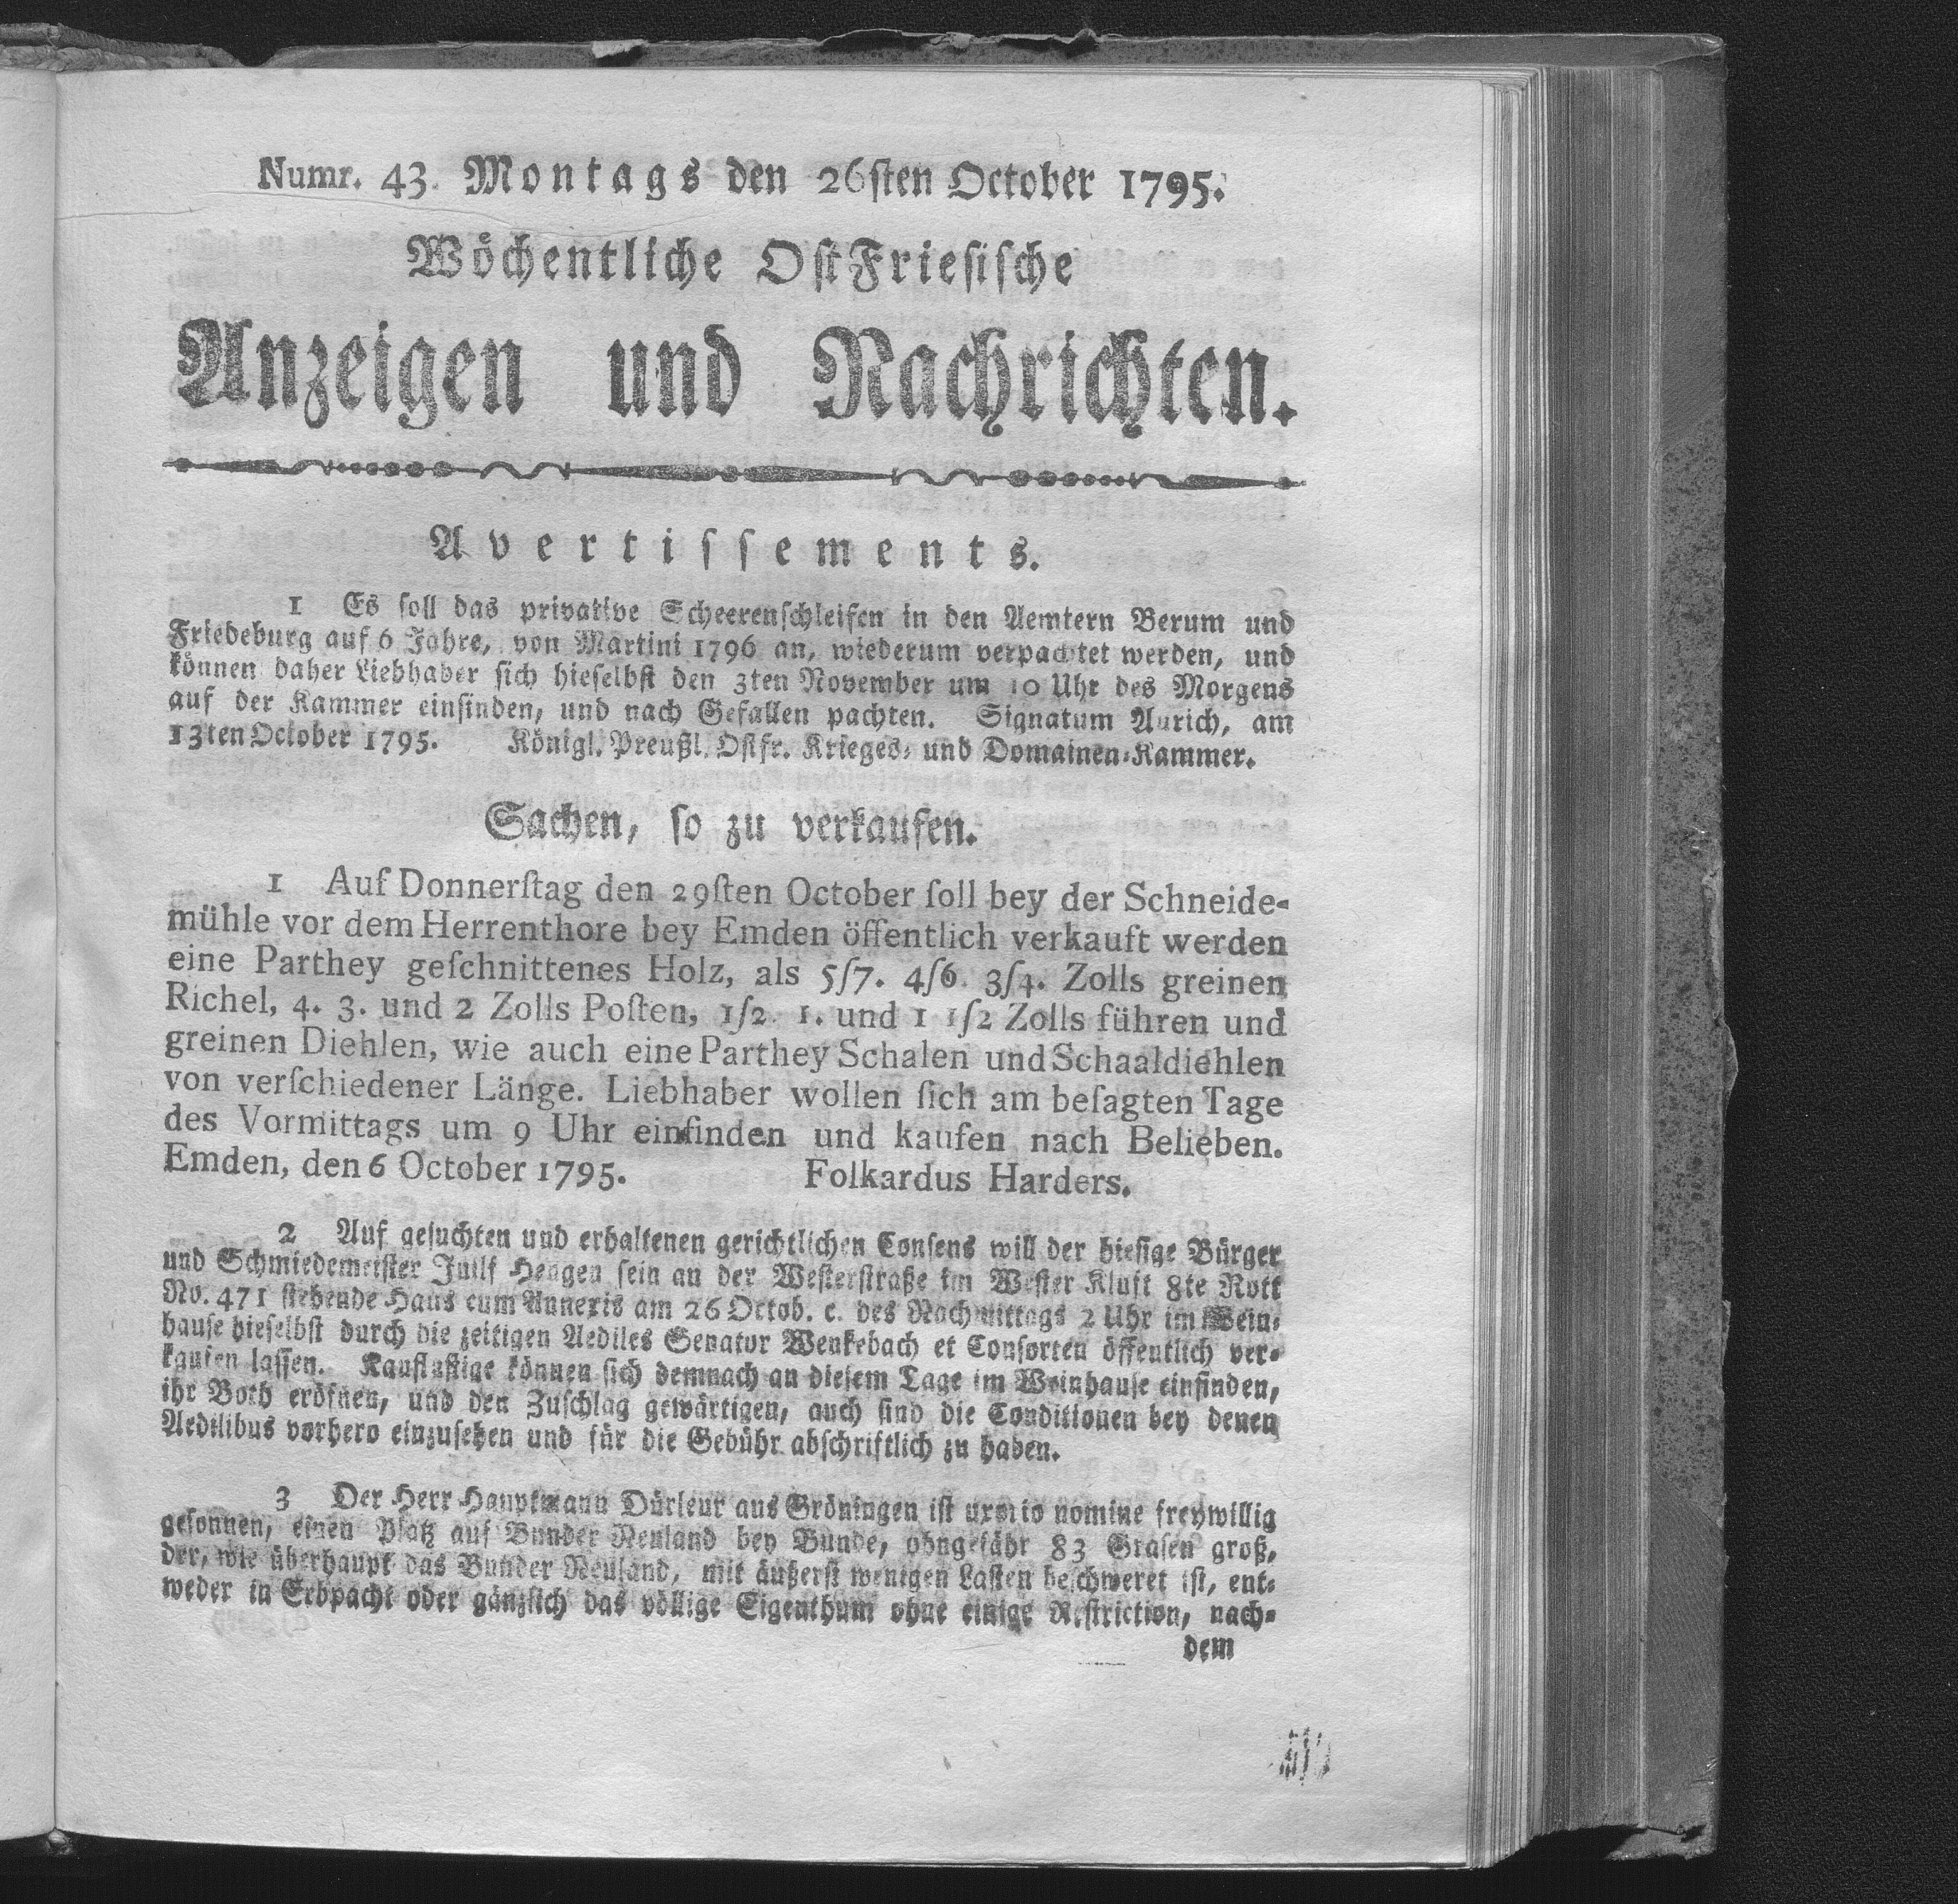 Numr. 43. Montags den 26ſten October 1795.
Wöchentliche OſtFrieſiſche
Anzeigen und Nachrichten.
Avertiſſements.
1 Es ſoll das privative Scheerenſchleifen in den Aemtern Berum und
Friedeburg auf 6 Jahre, von Martini 1796 an, wiederum verpachtet werden, und
können daher Liebhaber ſich hieſelbſt den 3ten November um 10 Uhr des Morgens
auf der Kammer einfinden, und nach Gefallen pachten. Signatum Aurich, am
13ten October 1795. Königl. Preußl. Oſtfr. Krieges- und Domainen-Kammer.
Sachen, ſo zu verkaufen.
1 Auf Donnerſtag den 29ſten October ſoll bey der Schneide-
mühle vor dem Herrenthore bey Emden öffentlich verkauft werden
eine Parthey geſchnittenes Holz, als 5/7. 4/6. 3/4. Zolls greinen
Richel, 4. 3. und 2 Zolls Poſten, 1/2. 1. und 1 1/2 Zolls führen und
greinen Diehlen, wie auch eine Parthey Schalen und Schaaldiehlen
von verſchiedener Länge. Liebhaber wollen ſich am beſagten Tage
des Vormittags um 9 Uhr einfinden und kaufen nach Belieben.
Emden, den 6 October 1795. Folkardus Harders.
2 Auf geſuchten und erhaltenen gerichtlichen Conſens will der hieſige Bürger
und Schmiedemeiſter Juilf Heagen ſein an der Weſterſtraße im Weſter Kluft 8te Rott
No. 471 ſtehende Haus cum Annexis am 26 Octob. c. des Nachmittags 2 Uhr im Wein-
hauſe hieſelbſt durch die zeitigen Aediles Senator Wenkebach et Conſorten öffentlich ver-
kaufen laſſen. Kaufluſtige können ſich demnach an dieſem Tage im Weinhauſe einfinden,
ihr Both eröfnen, und den Zuſchlag gewärtigen, auch ſind die Conditionen bey denen
Aedilibus vorhero einzuſehen und für die Gebühr abſchriftlich zu haben.
3 Der Herr Hauptmann Dürleur aus Gröningen iſt uxorio nomine freywillig
geſonnen, einen Platz auf Bunder Neuland bey Bunde, ohngefähr 83 Graſen groß,
der, wie überhaupt das Bunder Neuland, mit äußerſt wenigen Laſten beſchweret iſt, ent-
weder in Erbpacht oder gänzlich das völlige Eigenthum ohne einige Reſtriction, nach-
dem